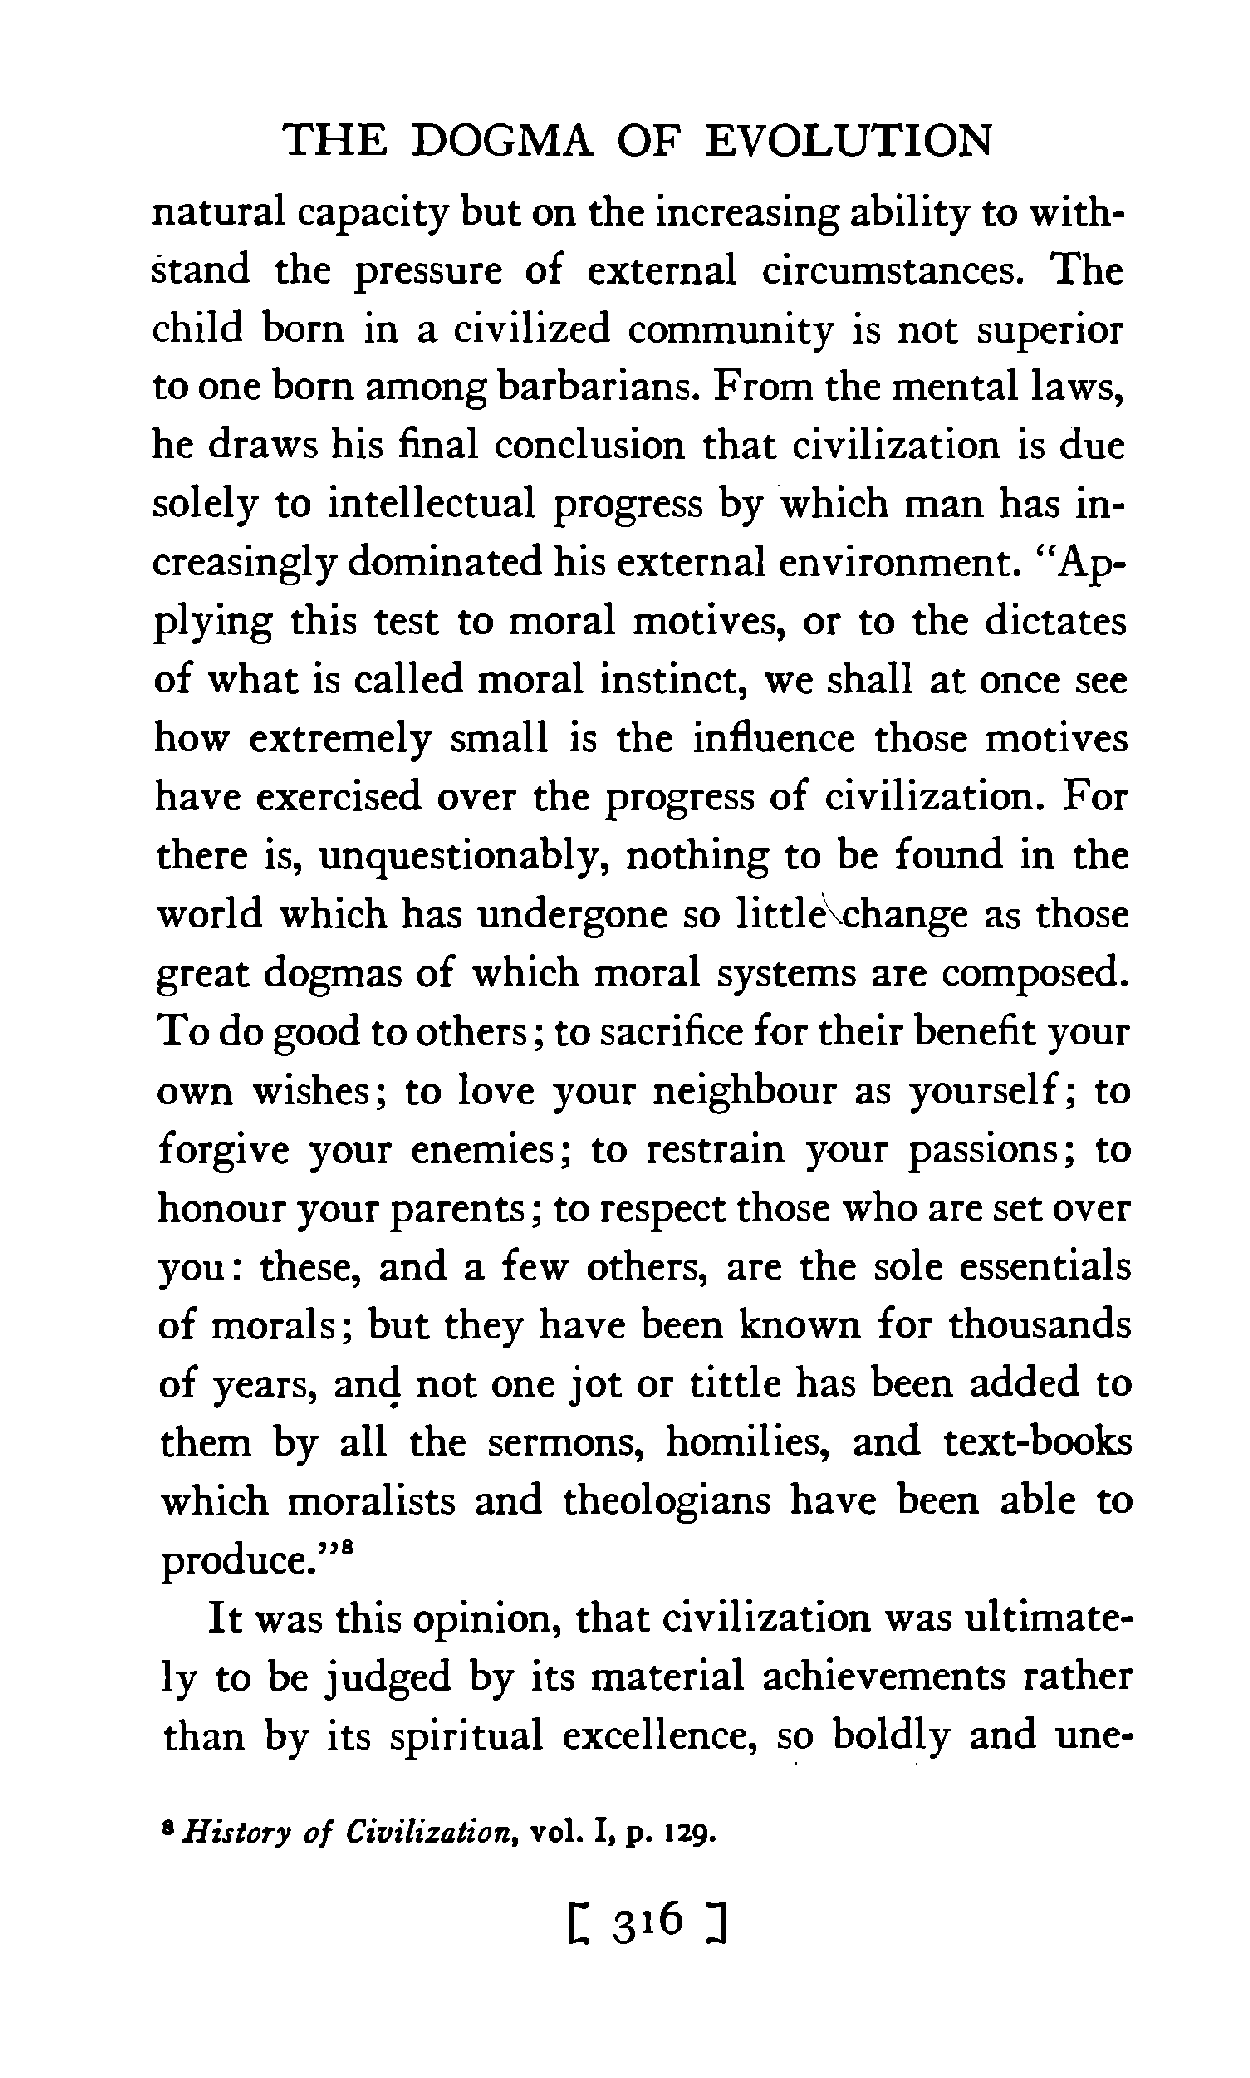 THE DOGMA OF EVOLUTION
natural capacity but on the increasing ability to with-
stand the pressure of external circumstances. The
child born in a civilized community is not superior
to one born among barbarians. From the mental laws,
he draws his final conclusion that civilization is due
solely to intellectual progress by which man has in-
creasingly dominated his external environment. "Ap-
plying this test to moral motives, or to the dictates
of what is called moral instinct, we shall at once see
how extremely small is the influence those motives
have exercised over the progress of civilization. For
there is, unquestionably, nothing to be found in the
world which has undergone so little change as those
great dogmas of which moral systems are composed.
To do good to others; to sacrifice for their benefit your
own wishes; to love your neighbour as yourself; to
forgive your enemies; to restrain your passions; to
honour your parents; to respect those who are set over
you: these, and a few others, are the sole essentials
of morals; but they have been known for thousands
of years, and not one jot or tittle has been added to
them by all the sermons, homilies, and text-books
which moralists and theologians have been able to
produce."⁸
It was this opinion, that civilization was ultimate-
ly to be judged by its material achievements rather
than by its spiritual excellence, so boldly and une-
⁸ History of Civilization, vol. I, p. 129.
[ 316 ]